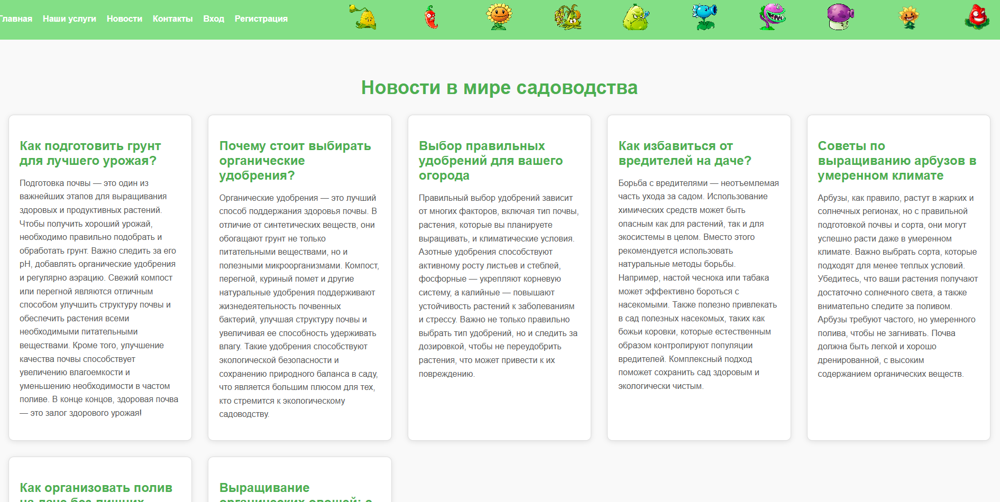 Главная Наши услуги Новости Контакты Вход Регистрация
Новости в мире садоводства
Как подготовить грунт
для лучшего урожая?
Подготовка почвы — это один из
важнейших этапов для выращивания
здоровых и продуктивных растений.
Чтобы получить хороший урожай,
необходимо правильно подобрать и
обработать грунт. Важно следить за его
pH, добавлять органические удобрения
и регулярно аэрацию. Свежий компост
или перегной являются отличным
способом улучшить структуру почвы и
обеспечить растения всеми
необходимыми питательными
веществами. Кроме того, улучшение
качества почвы способствует
увеличению влагоемкости и
уменьшению необходимости в частом
поливе. В конце концов, здоровая почва
— это залог здорового урожая!
Почему стоит выбирать
органические
удобрения?
Органические удобрения — это лучший
способ поддержания здоровья почвы. В
отличие от синтетических веществ, они
обогащают грунт не только
питательными веществами, но и
полезными микроорганизмами. Компост,
перегной, куриный помет и другие
натуральные удобрения поддерживают
жизнедеятельность почвенных
бактерий, улучшая структуру почвы и
увеличивая ее способность удерживать
влагу. Такие удобрения способствуют
экологической безопасности и
сохранению природного баланса в саду,
что является большим плюсом для тех,
кто стремится к экологическому
садоводству.
Выбор правильных
удобрений для вашего
огорода
Правильный выбор удобрений зависит
от многих факторов, включая тип почвы,
растения, которые вы планируете
выращивать, и климатические условия.
Азотные удобрения способствуют
активному росту листьев и стеблей,
фосфорные — укрепляют корневую
систему, а калийные — повышают
устойчивость растений к заболеваниям
и стрессу. Важно не только правильно
выбрать тип удобрений, но и следить за
дозировкой, чтобы не переудобрить
растения, что может привести к их
повреждению.
Как избавиться от
вредителей на даче?
Борьба с вредителями — неотъемлемая
часть ухода за садом. Использование
химических средств может быть
опасным как для растений, так и для
экосистемы в целом. Вместо этого
рекомендуется использовать
натуральные методы борьбы.
Например, настой чеснока или табака
может эффективно бороться с
насекомыми. Также полезно привлекать
в сад полезных насекомых, таких как
божьи коровки, которые естественным
образом контролируют популяции
вредителей. Комплексный подход
поможет сохранить сад здоровым и
экологически чистым.
Советы по
выращиванию арбузов в
умеренном климате
Арбузы, как правило, растут в жарких и
солнечных регионах, но с правильной
подготовкой почвы и сорта, они могут
успешно расти даже в умеренном
климате. Важно выбрать сорта, которые
подходят для менее теплых условий.
Убедитесь, что ваши растения получают
достаточно солнечного света, а также
внимательно следите за поливом.
Арбузы требуют частого, но умеренного
полива, чтобы не загнивать. Почва
должна быть легкой и хорошо
дренированной, с высоким
содержанием органических веществ.
Как организовать полив
на даче без лишних
Выращивание
органических овощей: с